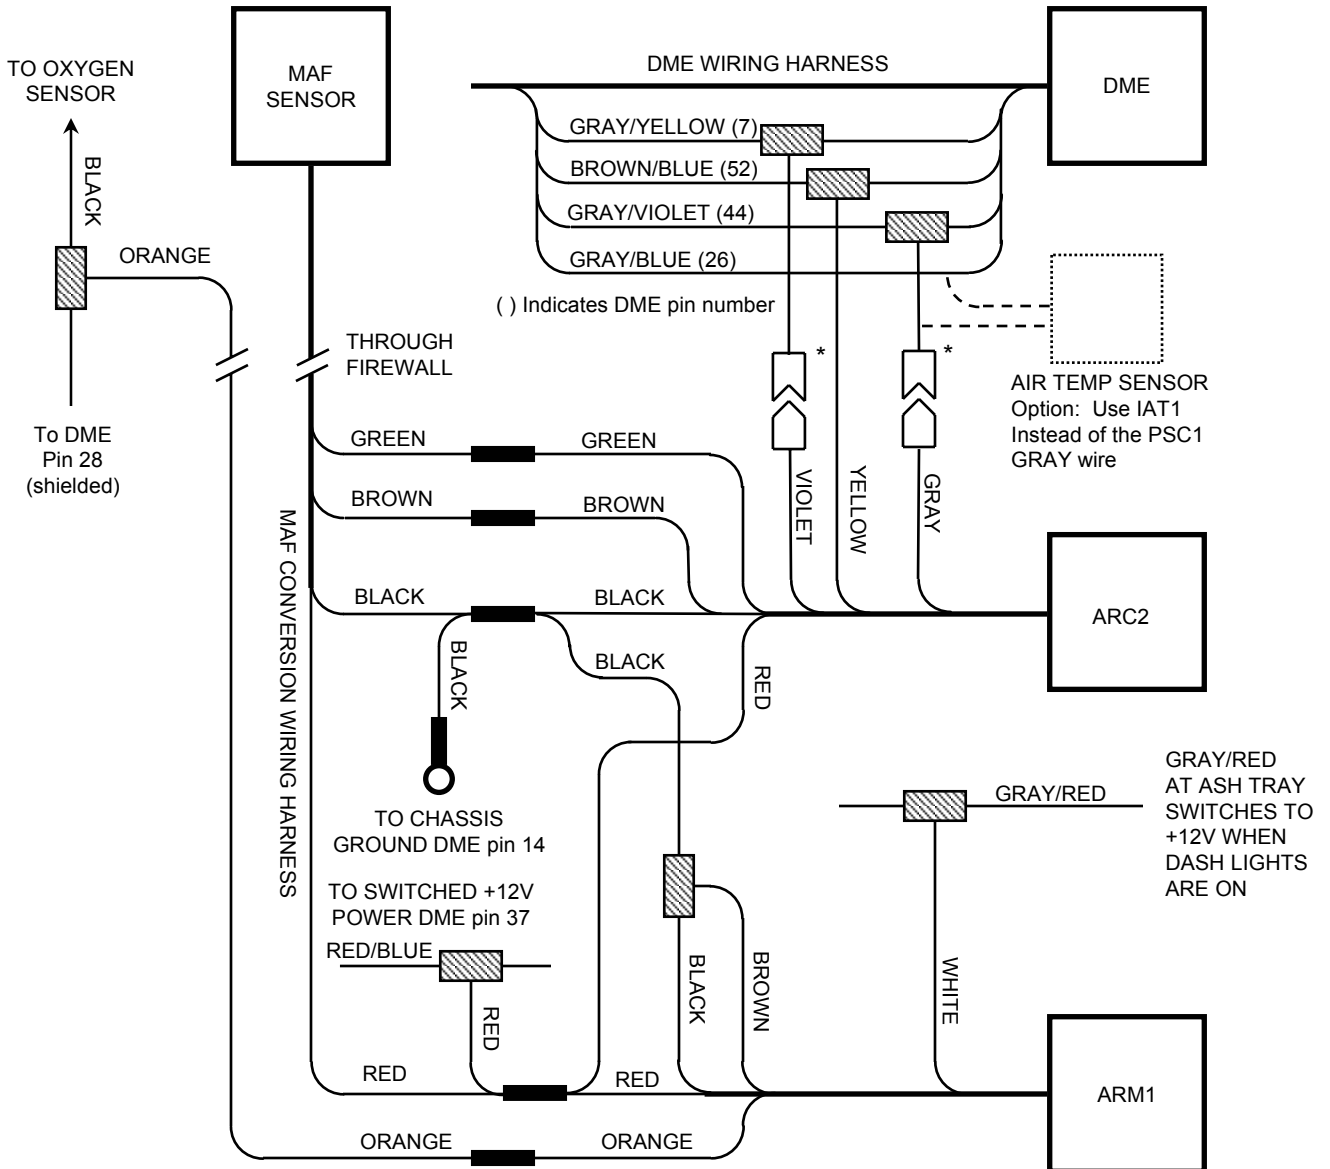 TO OXYGEN
SENSOR
BLACK
ORANGE
To DME
Pin 28
(shielded)
MAF
SENSOR
THROUGH
FIREWALL
DME WIRING HARNESS
DME
GRAY/YELLOW (7)
BROWN/BLUE (52)
GRAY/VIOLET (44)
GRAY/BLUE (26)
( ) Indicates DME pin number
*
*
AIR TEMP SENSOR
Option: Use IAT1
Instead of the PSC1
GRAY wire
GREEN
GREEN
BROWN
BROWN
VIOLET
YELLOW
GRAY
MAF CONVERSION WIRING HARNESS
BLACK
BLACK
ARC2
BLACK
BLACK
RED
TO CHASSIS
GROUND DME pin 14
GRAY/RED
GRAY/RED
AT ASH TRAY
SWITCHES TO
+12V WHEN
DASH LIGHTS
ARE ON
TO SWITCHED +12V
POWER DME pin 37
RED/BLUE
RED
BLACK
BROWN
WHITE
RED
RED
ARM1
ORANGE
ORANGE